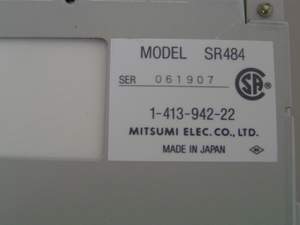 MODEL SR484
SER 061907
1-413-942-22
MITSUMI ELEC. CO., LTD.
MADE IN JAPAN